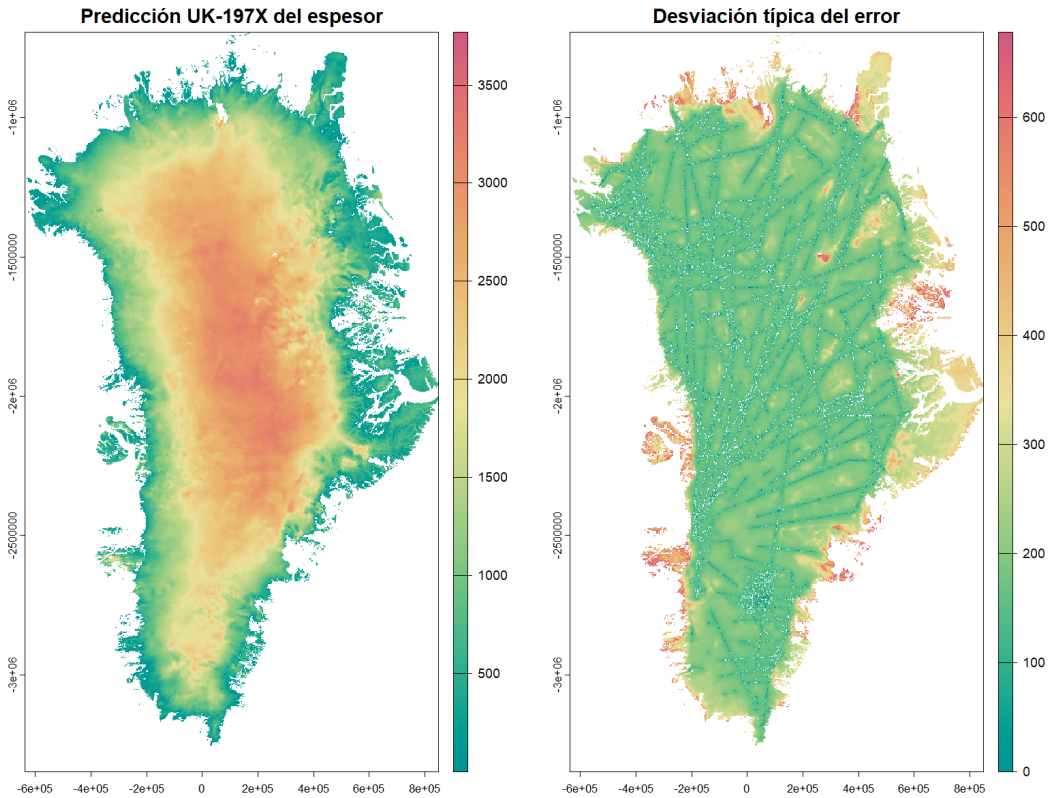 Predicción UK-197X del espesor
Desviación típica del error
-1e+06
-1500000
-2e+06
-2500000
-3e+06
-6e+05 -4e+05 -2e+05 0 2e+05 4e+05 6e+05 8e+05
3500
3000
2500
2000
1500
1000
500
-1e+06
-1500000
-2e+06
-2500000
-3e+06
-6e+05 -4e+05 -2e+05 0 2e+05 4e+05 6e+05 8e+05
600
500
400
300
200
100
0